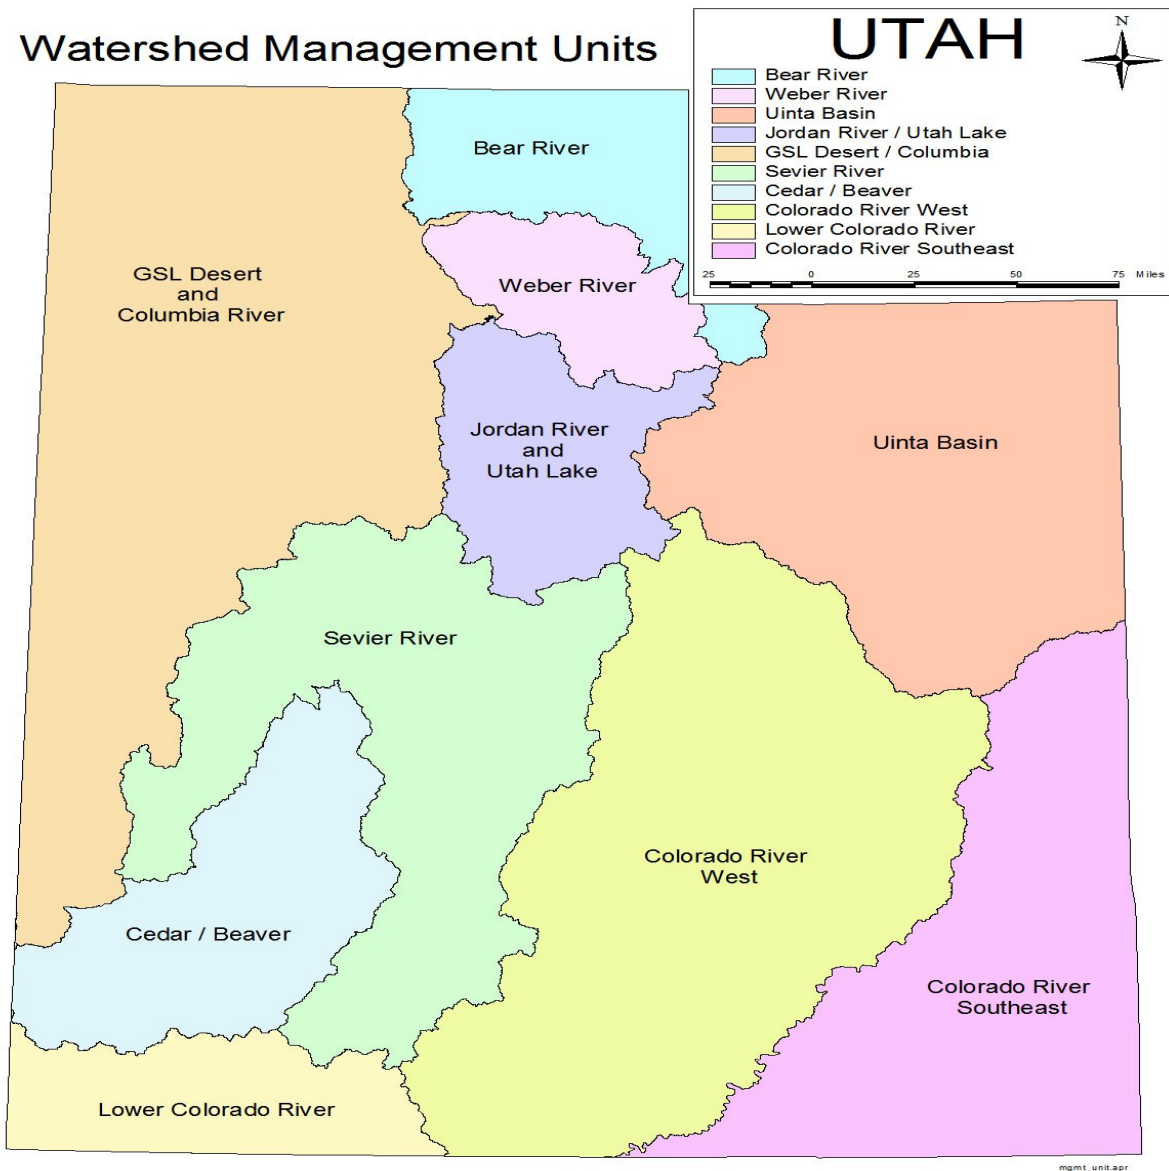 Watershed Management Units
UTAH
N
Bear River
Weber River
Uinta Basin
Jordan River / Utah Lake
GSL Desert / Columbia
Sevier River
Cedar / Beaver
Colorado River West
Lower Colorado River
Colorado River Southeast
25 0 25 50 75 Miles
Bear River
GSL Desert
and
Columbia River
Weber River
Jordan River
and
Utah Lake
Uinta Basin
Sevier River
Colorado River
West
Cedar / Beaver
Colorado River
Southeast
Lower Colorado River
mgmt_unit.apr